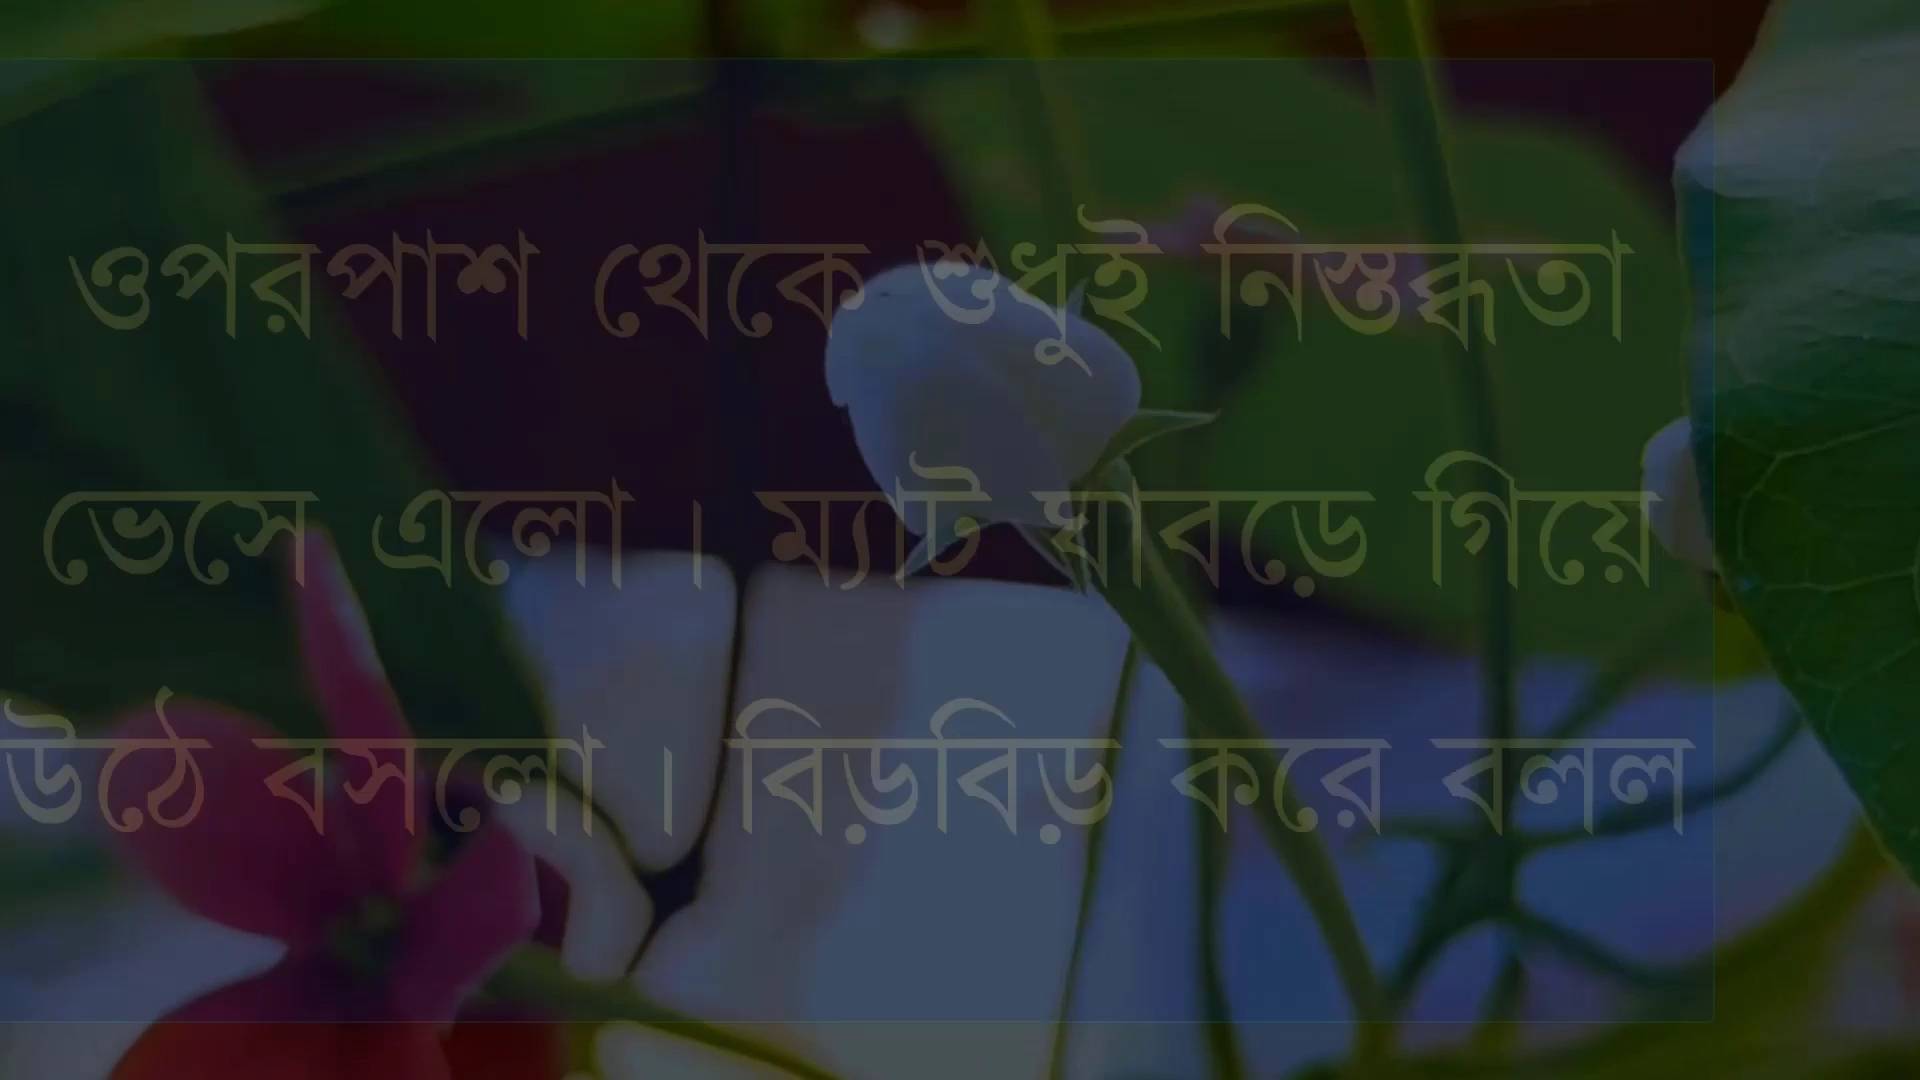 ওপরপাশ থেকে শুধুই নিস্তব্ধতা
ভেসে এলো। ম্যাট ঘাবড়ে গিয়ে
উঠে বসলো। বিড়বিড় করে বলল